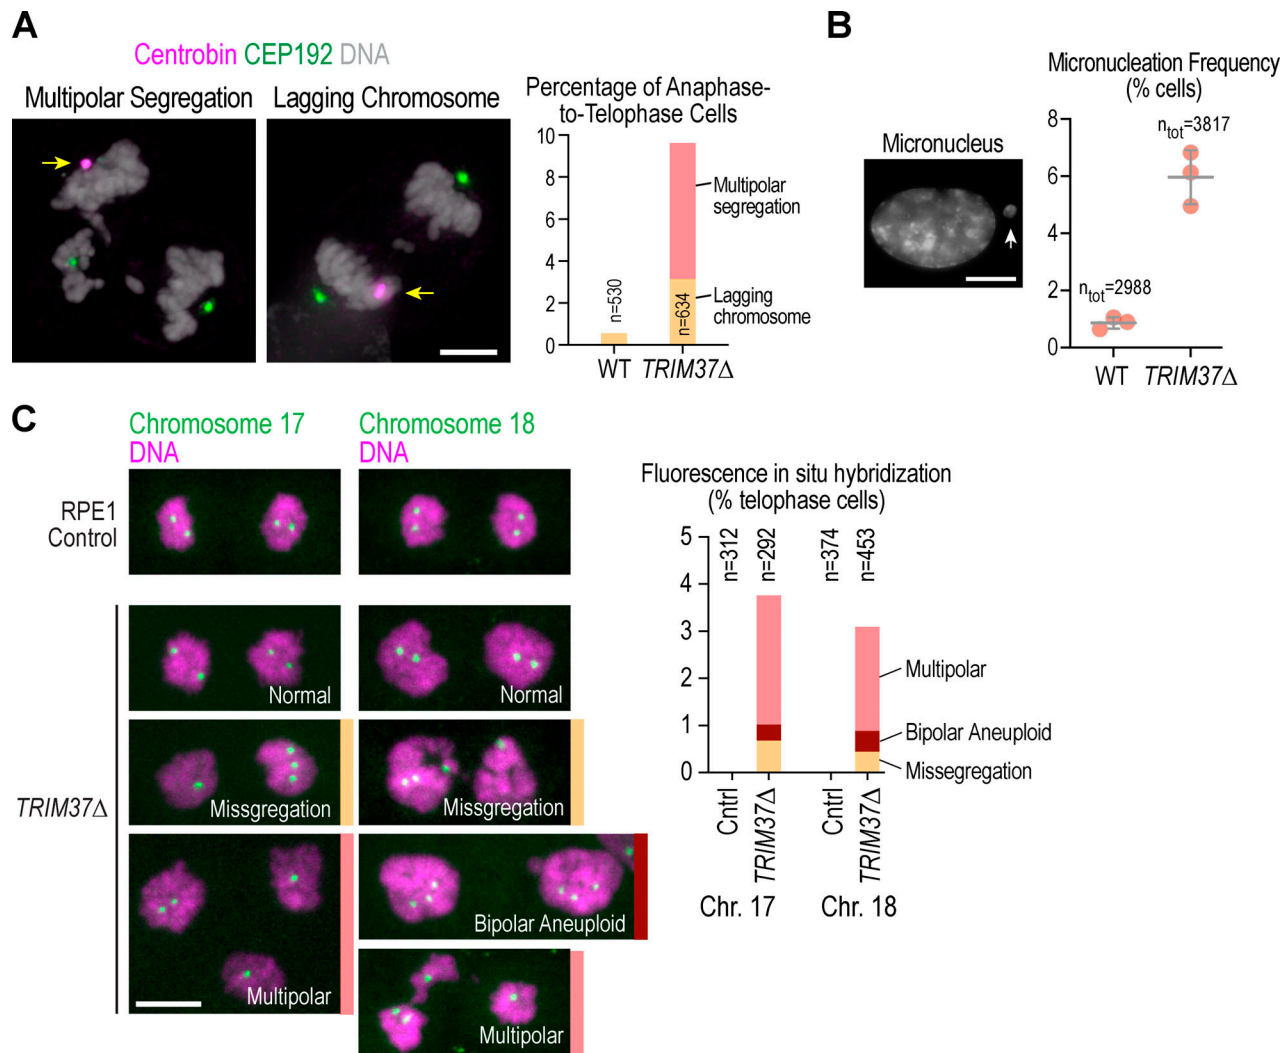 A
Centrobin CEP192 DNA
Multipolar Segregation
Lagging Chromosome
Percentage of Anaphase-
to-Telophase Cells
10
8
6
4
2
0
n=530
n=634
Multipolar
segregation
Lagging
chromosome
WT
TRIM37Δ
B
Micronucleus
Micronucleation Frequency
(% cells)
8
6
4
2
0
ntot=3817
ntot=2988
WT
TRIM37Δ
C
Chromosome 17
DNA
Chromosome 18
DNA
RPE1
Control
TRIM37Δ
Normal
Normal
Missgregation
Missgregation
Multipolar
Bipolar Aneuploid
Multipolar
Fluorescence in situ hybridization
(% telophase cells)
5
4
3
2
1
0
n=312
n=292
n=374
n=453
Multipolar
Bipolar Aneuploid
Missegregation
Cntrl
TRIM37Δ
Cntrl
TRIM37Δ
Chr. 17
Chr. 18